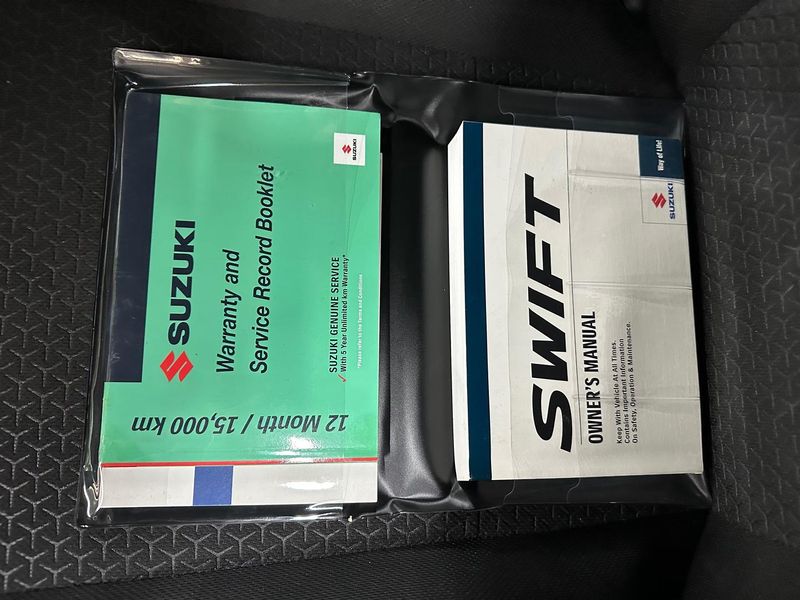 SUZUKI
SUZUKI
Warranty and
Service Record Booklet
SUZUKI GENUINE SERVICE
With 5 Year Unlimited km Warranty*
*Please refer to the Terms and Conditions
12 Month / 15,000 km
SWIFT
OWNER'S MANUAL
Keep With Vehicle At All Times.
Contains Important Information
On Safety, Operation & Maintenance.
Way of Life!
SUZUKI